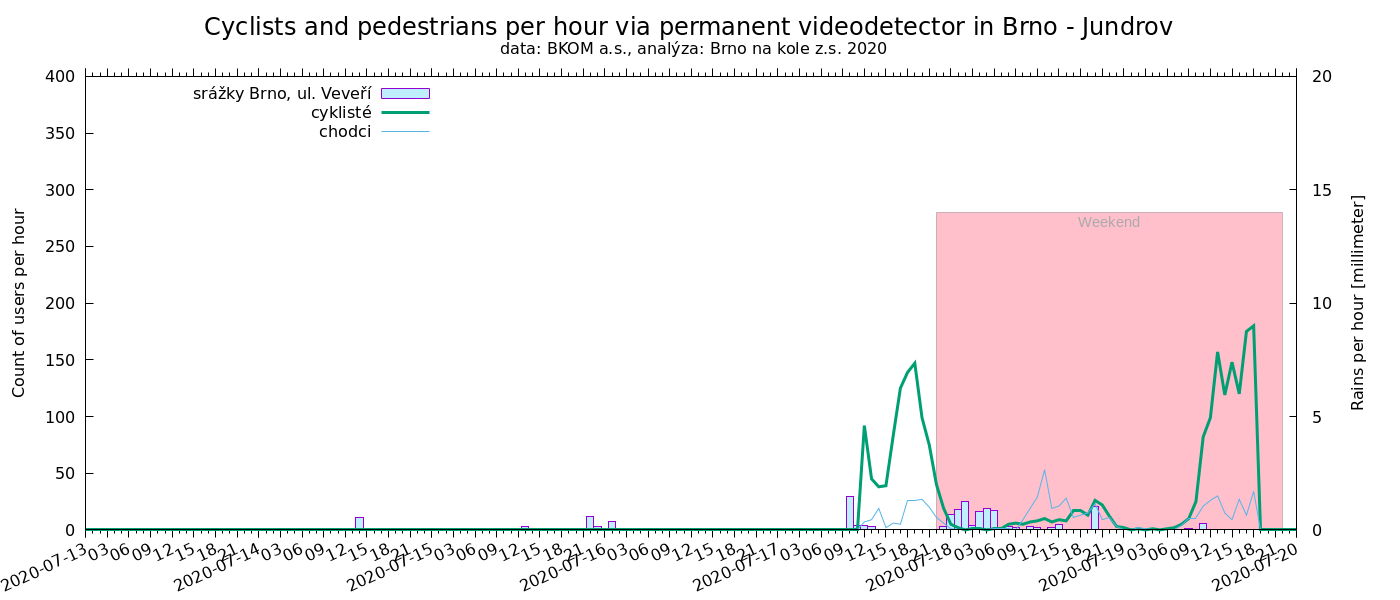 Cyclists and pedestrians per hour via permanent videodetector in Brno - Jundrov
data: BKOM a.s., analýza: Brno na kole z.s. 2020
srážky Brno, ul. Veveří
cyklisté
chodci
Weekend
Count of users per hour
Rains per hour [millimeter]
400
350
300
250
200
150
100
50
0
20
15
10
5
0
2020-07-13 03 06 09 12 15 18 21 2020-07-14 03 06 09 12 15 18 21 2020-07-15 03 06 09 12 15 18 21 2020-07-16 03 06 09 12 15 18 21 2020-07-17 03 06 09 12 15 18 21 2020-07-18 03 06 09 12 15 18 21 2020-07-19 03 06 09 12 15 18 21 2020-07-20